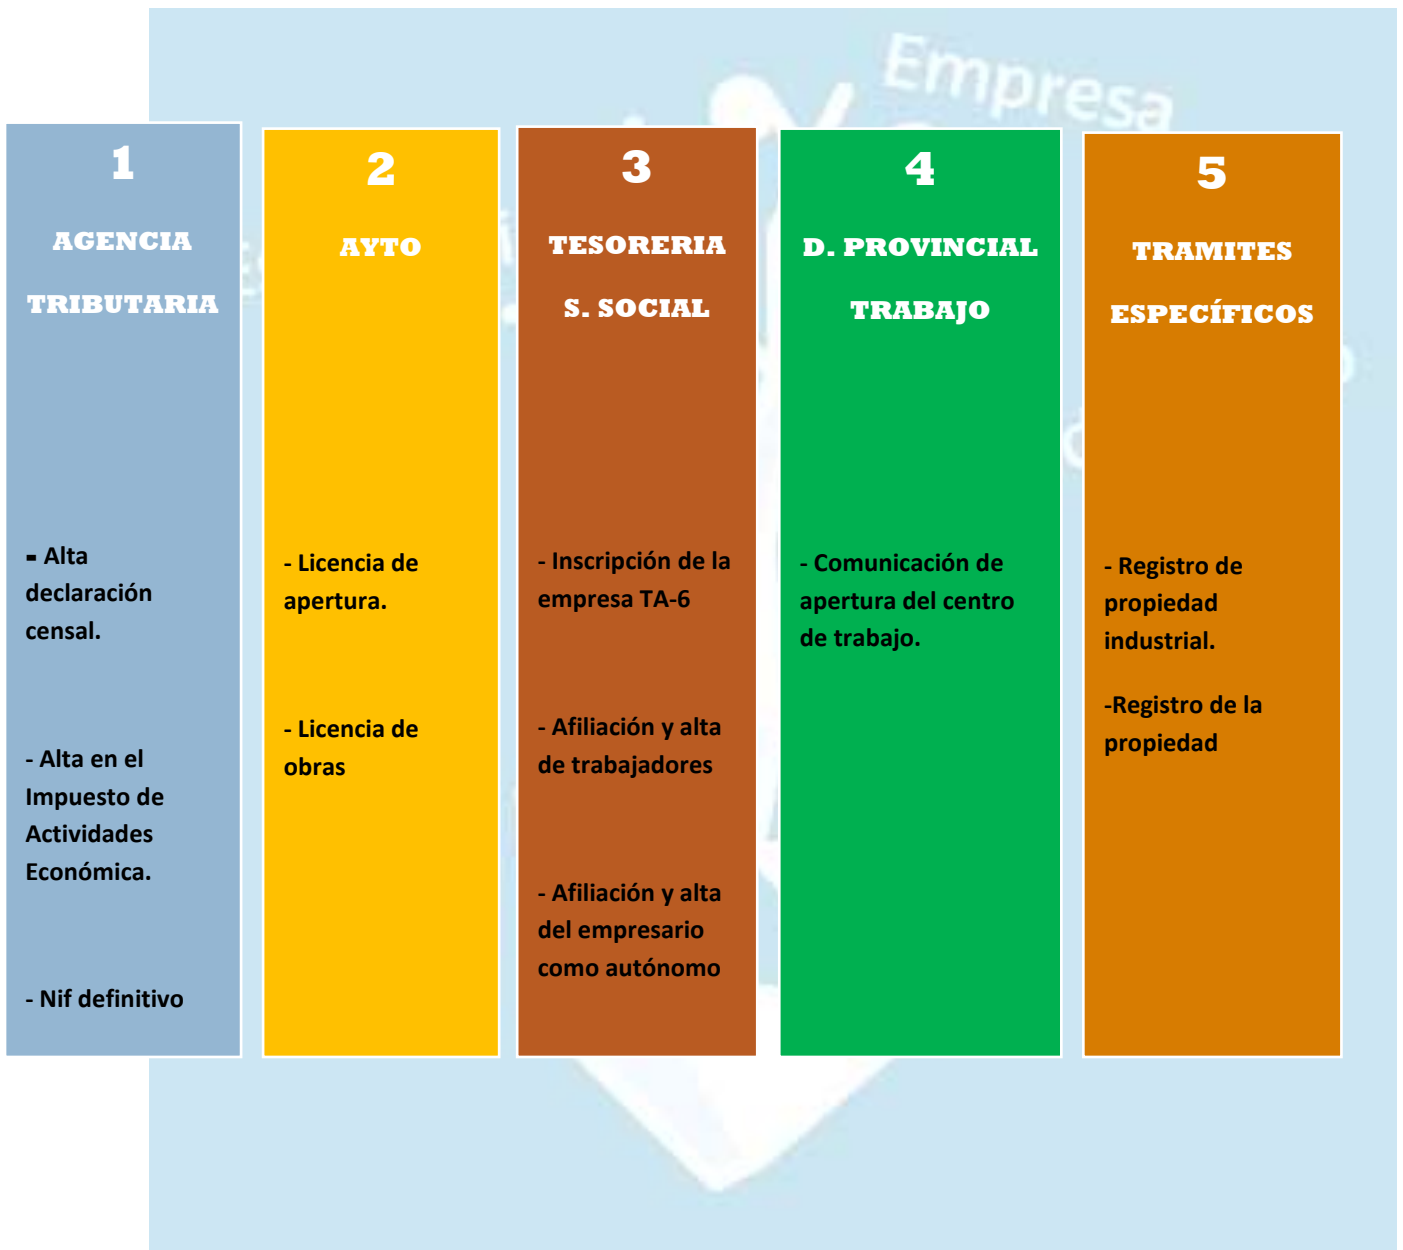 Empresa
1
AGENCIA
TRIBUTARIA
- Alta
declaración
censal.
- Alta en el
Impuesto de
Actividades
Económica.
- Nif definitivo
2
AYTO
- Licencia de
apertura.
- Licencia de
obras
3
TESORERIA
S. SOCIAL
- Inscripción de la
empresa TA-6
- Afiliación y alta
de trabajadores
- Afiliación y alta
del empresario
como autónomo
4
D. PROVINCIAL
TRABAJO
- Comunicación de
apertura del centro
de trabajo.
5
TRAMITES
ESPECÍFICOS
- Registro de
propiedad
industrial.
-Registro de la
propiedad